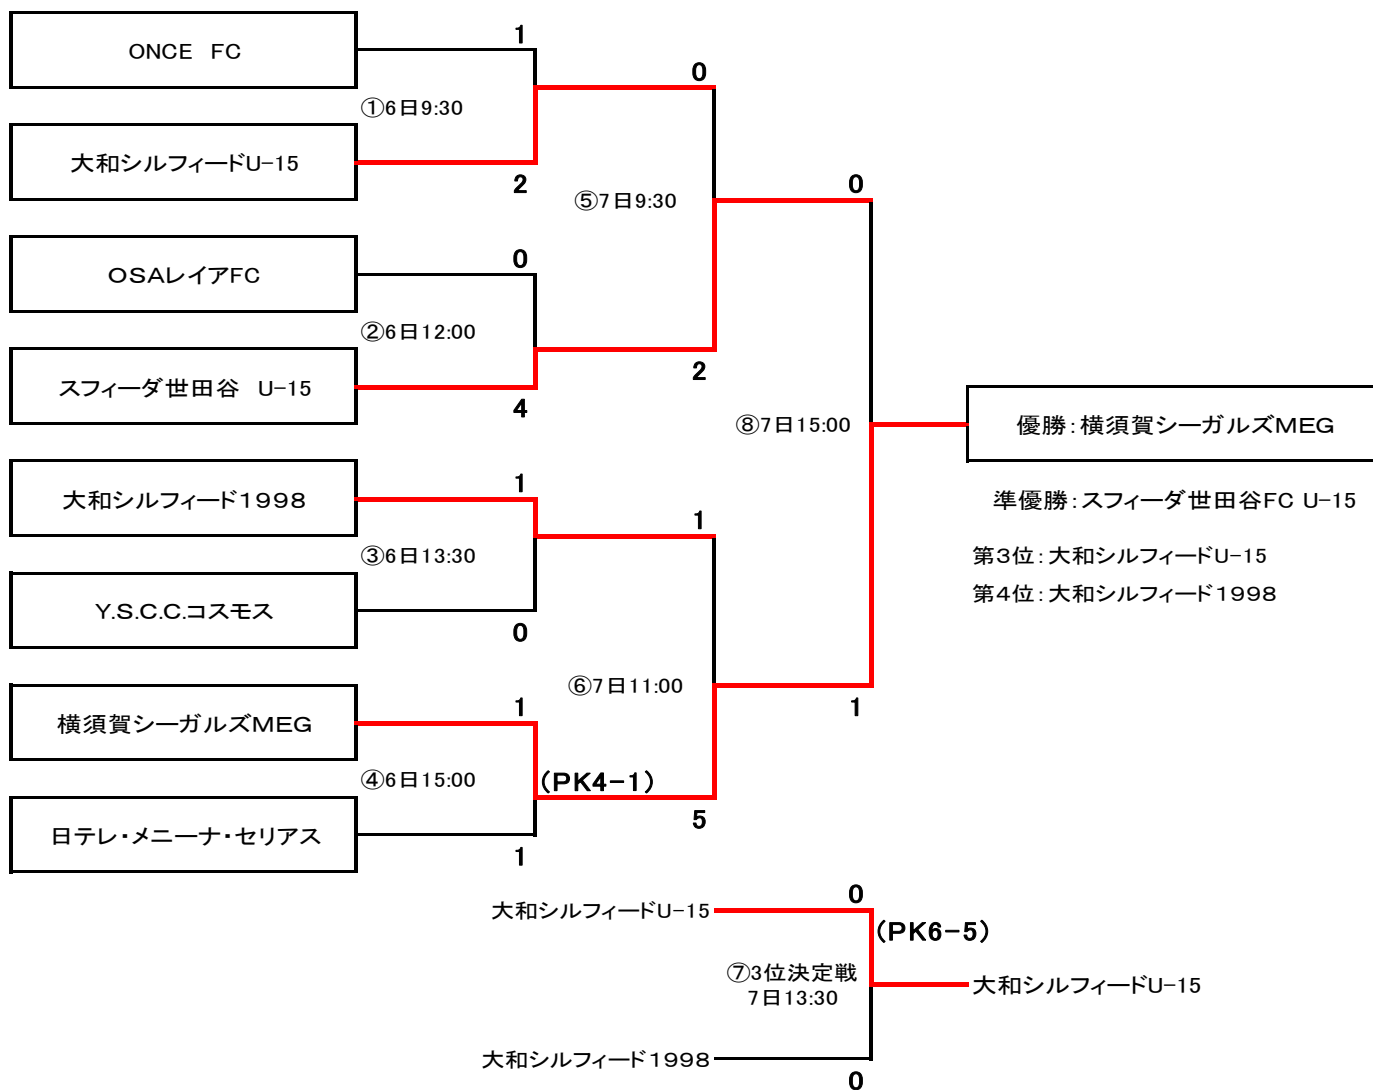 1
ONCE　FC
0
①6日9:30
大和シルフィードU-15
2
0
⑤7日9:30
0
OSAレイアFC
②6日12:00
2
スフィーダ世田谷　U-15
4
⑧7日15:00
優勝：横須賀シーガルズMEG
1
大和シルフィード1998
準優勝：スフィーダ世田谷FC U-15
1
③6日13:30
第3位：大和シルフィードU-15
第4位：大和シルフィード1998
Y.S.C.C.コスモス
0
⑥7日11:00
1
1
横須賀シーガルズMEG
④6日15:00
(PK4-1)
5
日テレ・メニーナ・セリアス
1
0
大和シルフィードU-15
(PK6-5)
⑦3位決定戦
7日13:30
大和シルフィードU-15
大和シルフィード1998
0